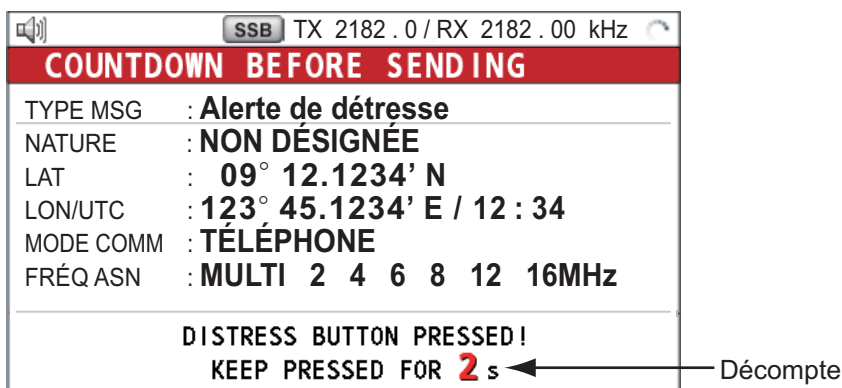 SSB TX 2182 . 0 / RX 2182 . 00 kHz
COUNTDOWN BEFORE SENDING
TYPE MSG : Alerte de détresse
NATURE : NON DÉSIGNÉE
LAT : 09° 12.1234’ N
LON/UTC : 123° 45.1234’ E / 12 : 34
MODE COMM : TÉLÉPHONE
FRÉQ ASN : MULTI 2 4 6 8 12 16MHz
DISTRESS BUTTON PRESSED!
KEEP PRESSED FOR 2 s Décompte